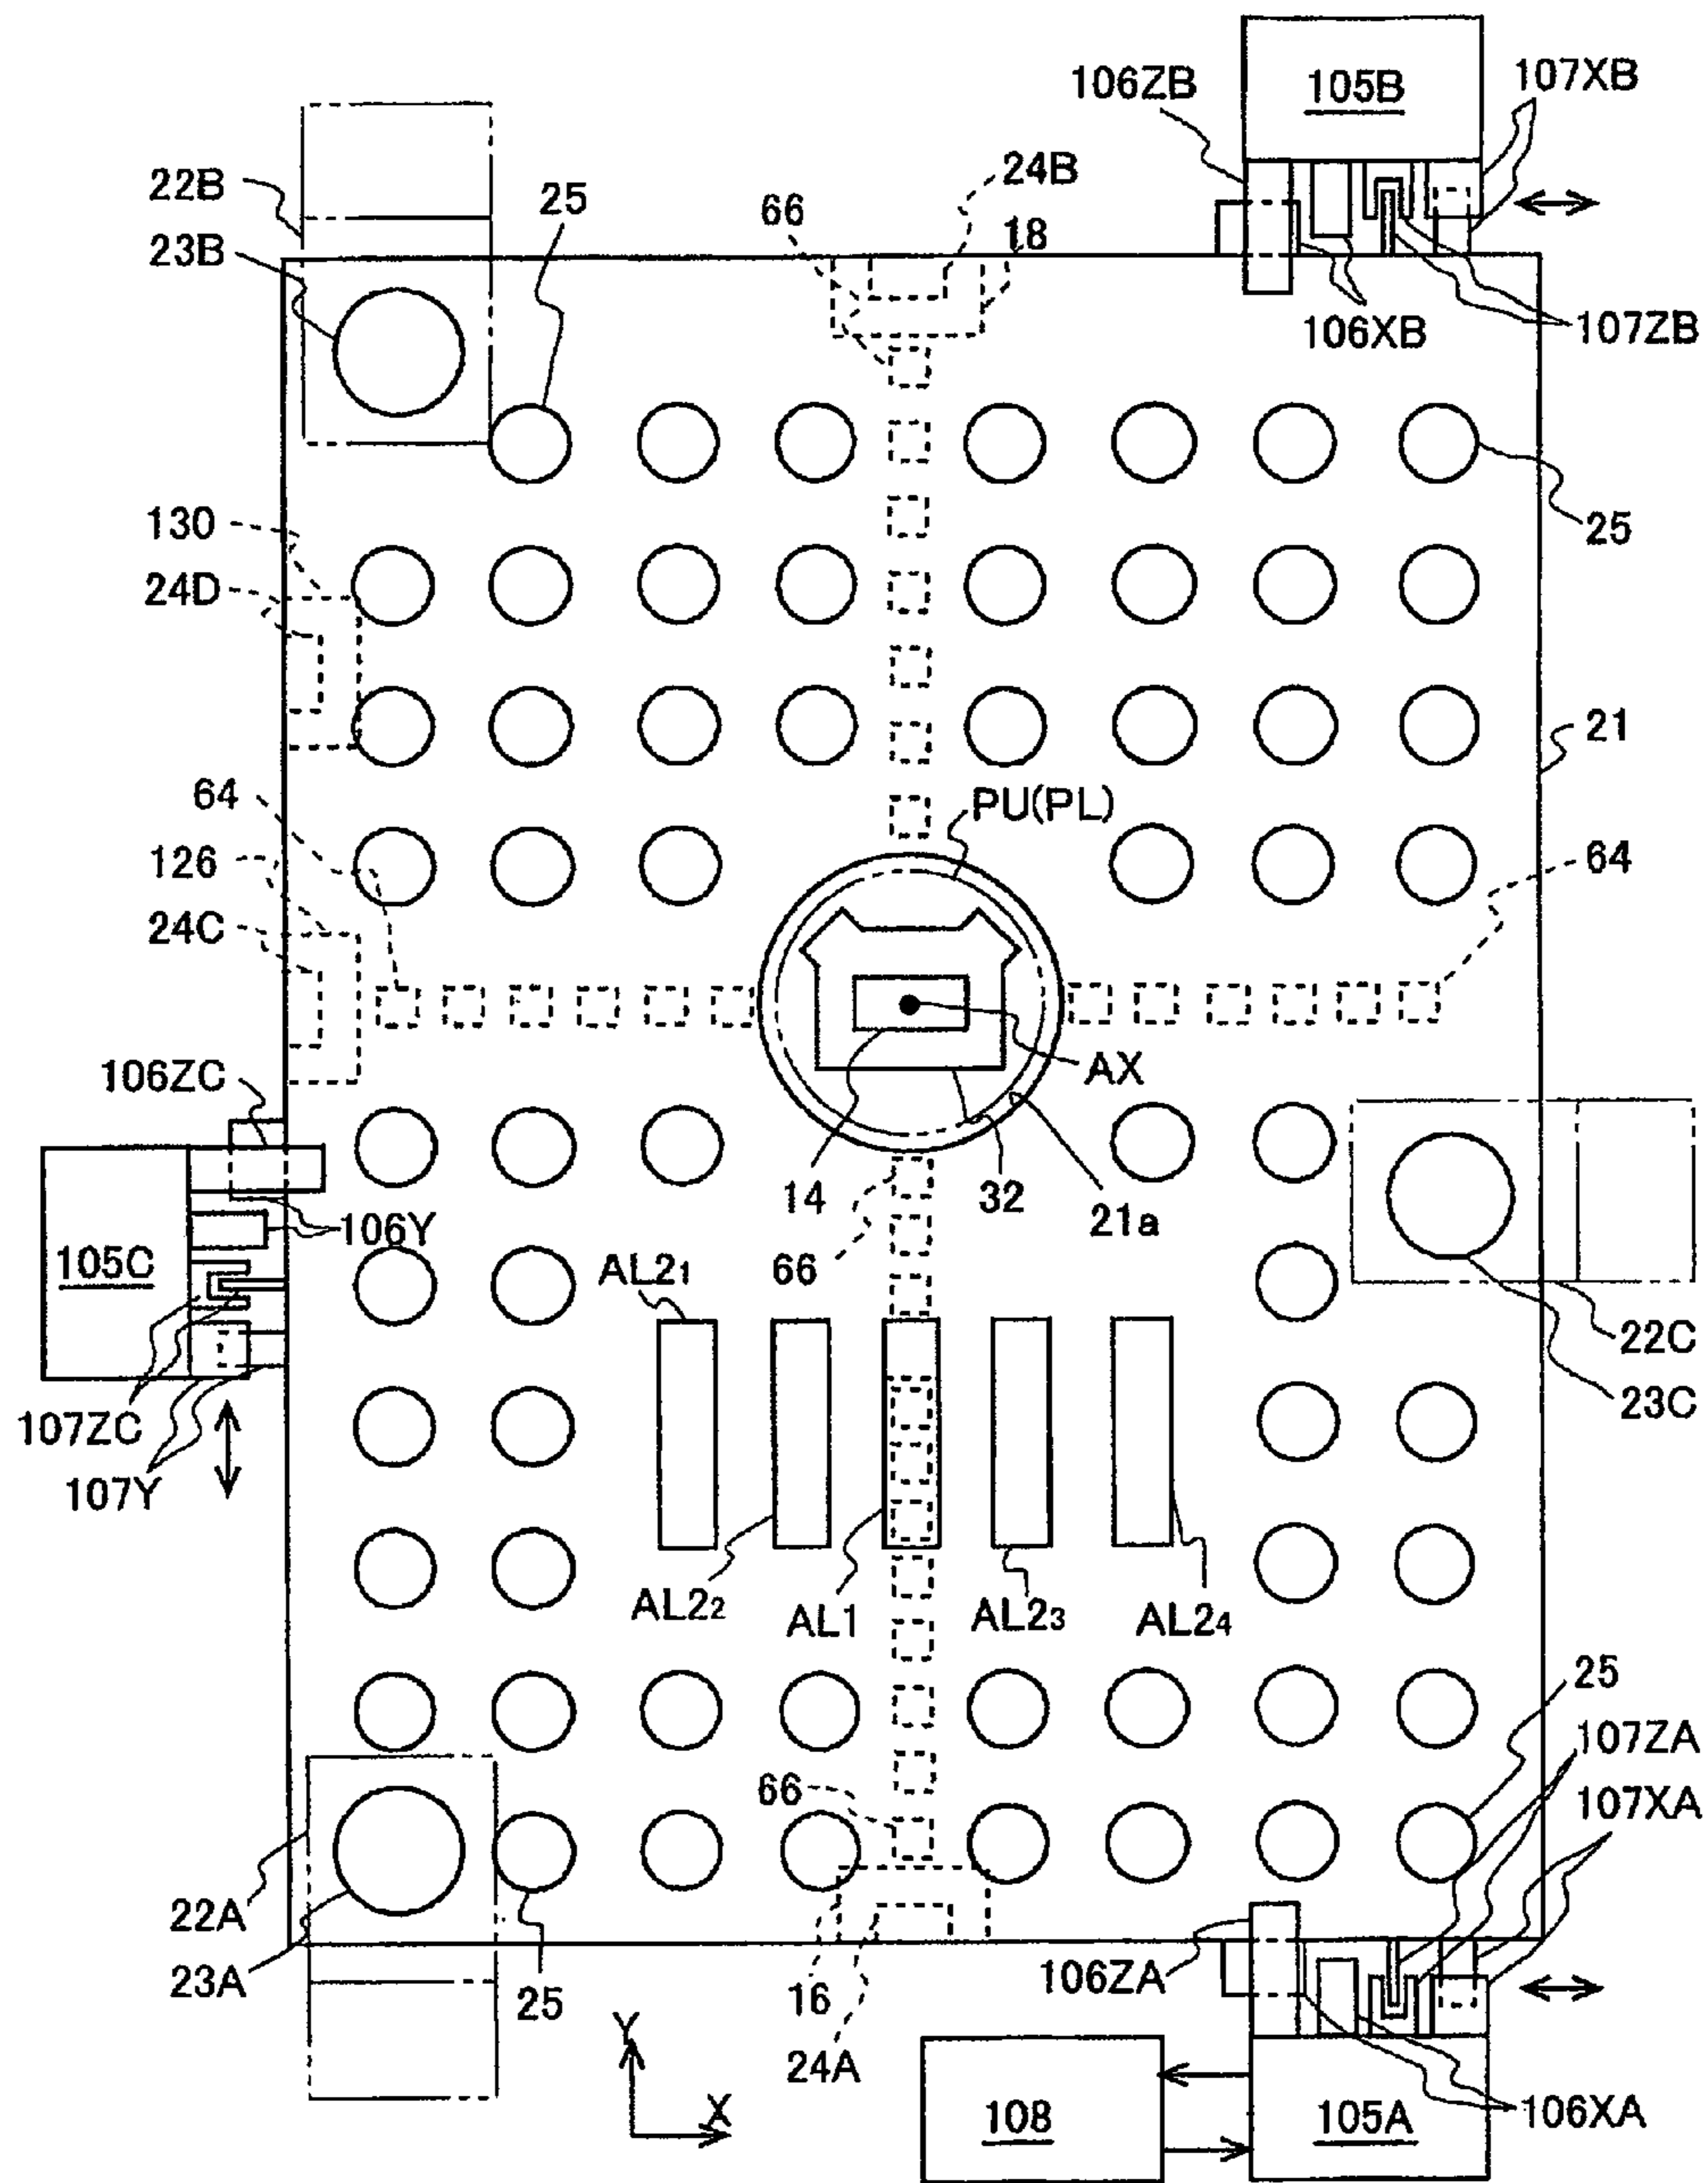 105B
106ZB
107XB
24B
22B
25
66
18
23B
106XB
107ZB
25
130
24D
21
64
PU(PL)
126
64
24C
AX
106ZC
14
32
21a
106Y
105C
66
AL2₁
22C
23C
107ZC
107Y
AL2₂
AL1
AL2₃
AL2₄
25
107ZA
66
107XA
22A
23A
25
16
106ZA
24A
Y
X
108
105A
106XA